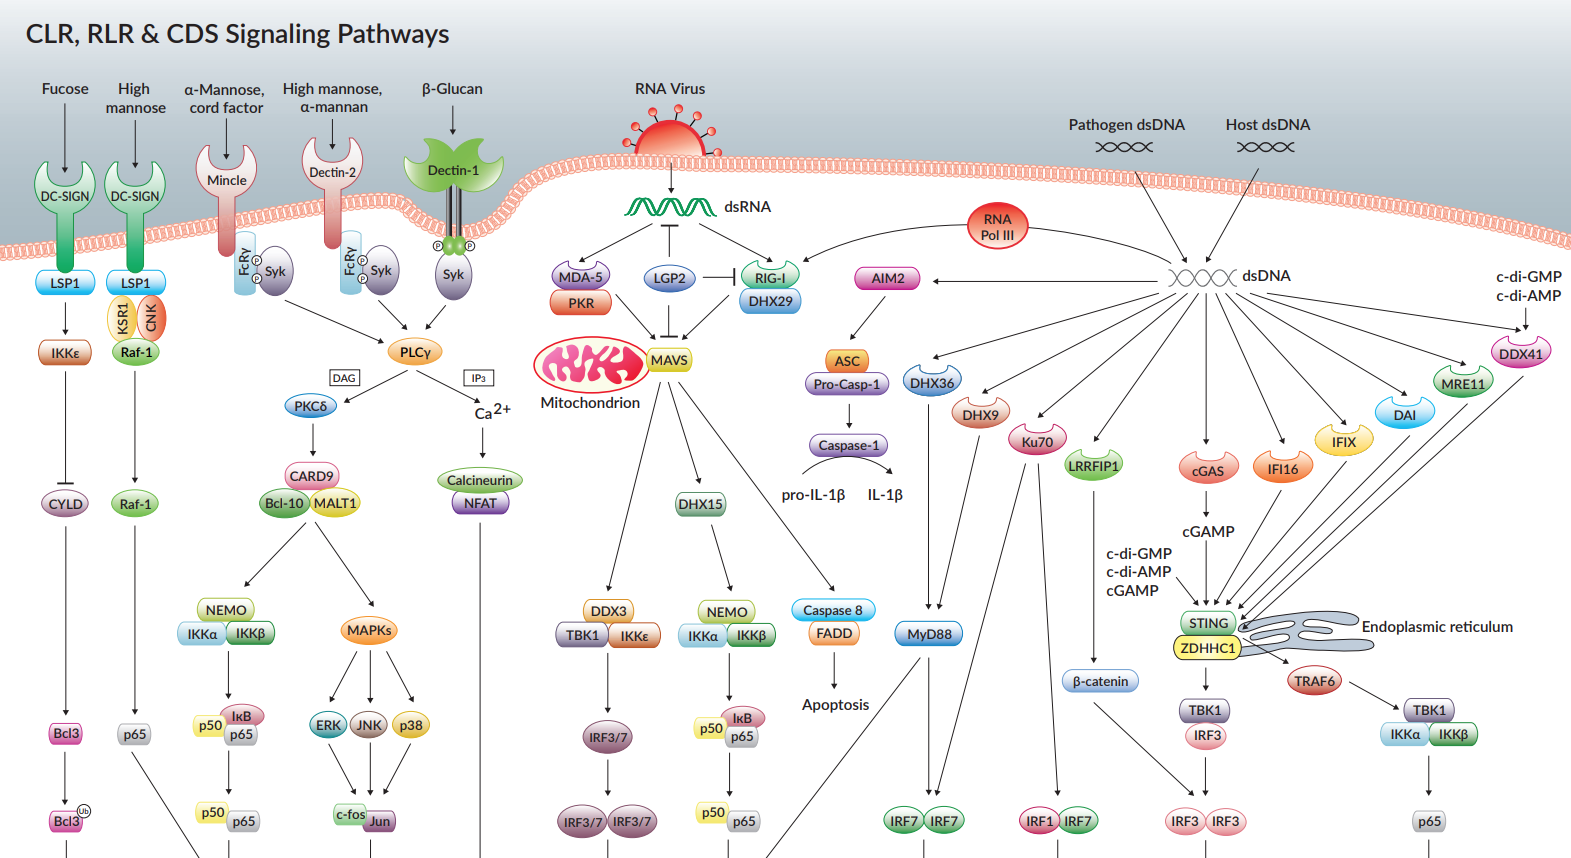 CLR, RLR & CDS Signaling Pathways
Fucose
High
mannose
α-Mannose,
cord factor
High mannose,
α-mannan
β-Glucan
RNA Virus
Pathogen dsDNA
Host dsDNA
DC-SIGN
DC-SIGN
Mincle
Dectin-2
Dectin-1
dsRNA
RNA
Pol III
LSP1
LSP1
FcRγ
P
P
Syk
FcRγ
P
P
Syk
P
P
Syk
MDA-5
PKR
LGP2
RIG-I
DHX29
AIM2
dsDNA
c-di-GMP
c-di-AMP
KSR1
CNK
IKKε
Raf-1
PLCγ
MAVS
Mitochondrion
ASC
Pro-Casp-1
DHX36
DDX41
MRE11
DAG
IP3
PKCδ
Ca2+
DHX9
DAI
Ku70
IFIX
Caspase-1
LRRFIP1
cGAS
IFI16
CARD9
Bcl-10
MALT1
Calcineurin
NFAT
pro-IL-1β
IL-1β
CYLD
Raf-1
DHX15
cGAMP
c-di-GMP
c-di-AMP
cGAMP
NEMO
IKKα
IKKβ
MAPKs
DDX3
TBK1
IKKε
NEMO
IKKα
IKKβ
Caspase 8
FADD
MyD88
STING
ZDHHC1
Endoplasmic reticulum
β-catenin
TRAF6
Apoptosis
TBK1
IRF3
TBK1
IKKα
IKKβ
Bcl3
p65
p50
IκB
p65
ERK
JNK
p38
IRF3/7
p50
IκB
p65
Bcl3
Ub
p50
p65
c-fos
Jun
IRF3/7
IRF3/7
p50
p65
IRF7
IRF7
IRF1
IRF7
IRF3
IRF3
p65